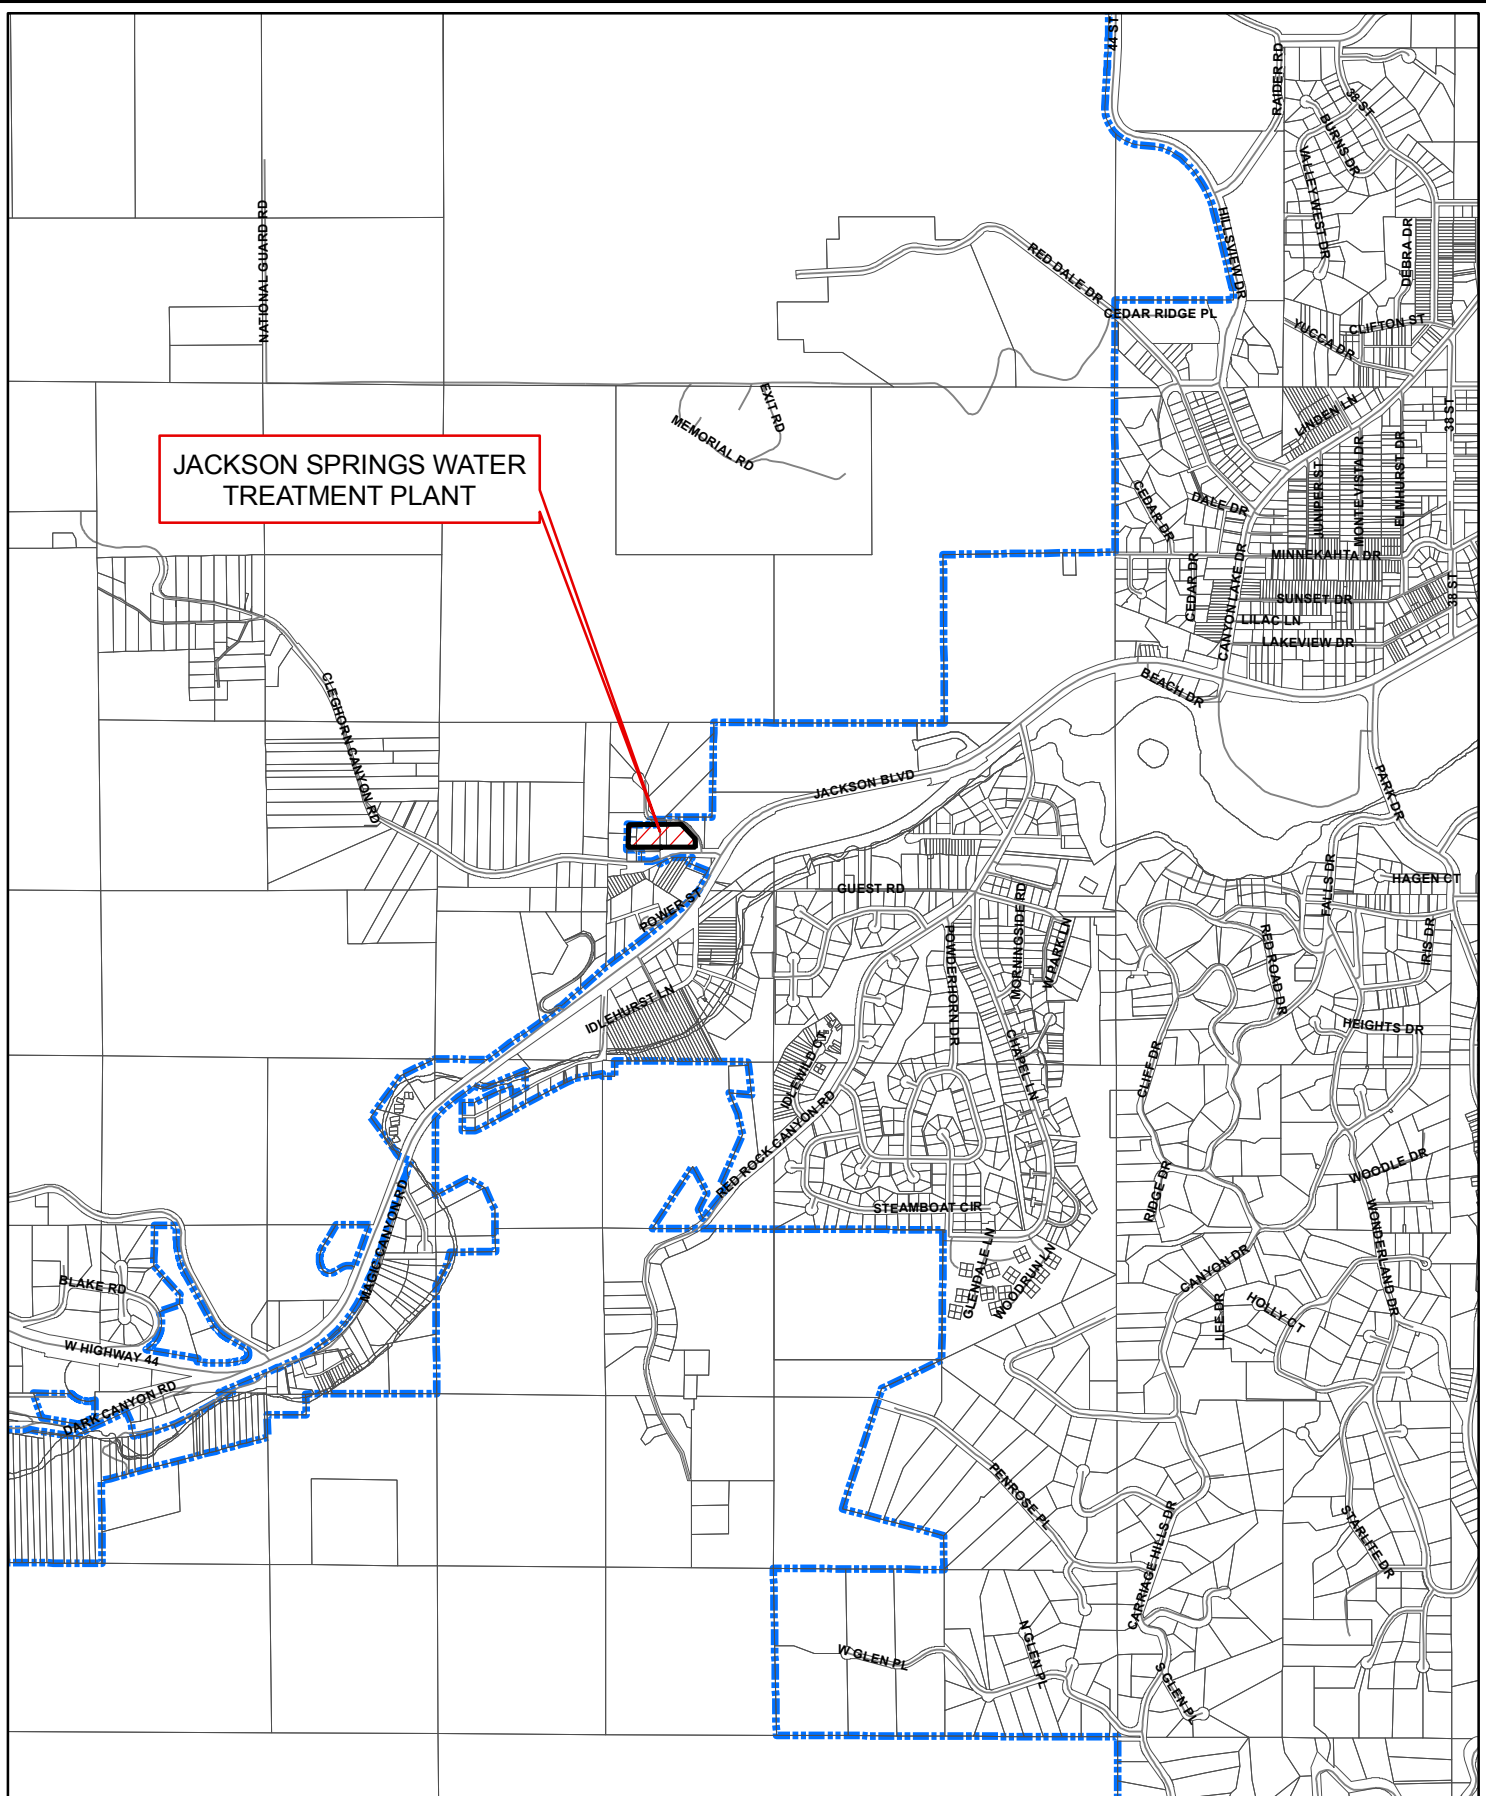 44 ST
RAIDER RD
38 ST
BURNS DR
VALLEY WEST DR
NATIONAL GUARD RD
HILLSVIEW DR
DEBRA DR
RED DALE DR
CEDAR RIDGE PL
YUCCA DR
CLIFTON ST
EXIT RD
MEMORIAL RD
LINDEN LN
38 ST
JACKSON SPRINGS WATER
TREATMENT PLANT
CEDAR DR
DALE DR
JUNIPER ST
MONTE VISTA DR
ELMHURST DR
MINNEKAHTA DR
CEDAR DR
CANYON LAKE DR
SUNSET DR
38 ST
LILAC LN
LAKEVIEW DR
BEACH DR
CLEGHORN CANYON RD
JACKSON BLVD
PARK DR
GUEST RD
FALLS DR
HAGEN CT
POWER ST
POWDERHORN DR
MORNINGSIDE RD
W PARK LN
RED ROAD DR
IRIS DR
IDLEHURST LN
HEIGHTS DR
IDLEWILD CT
CHAPEL LN
CLIFF DR
RED ROCK CANYON RD
WOODLE DR
MAGIC CANYON RD
STEAMBOAT CIR
RIDGE DR
WONDERLAND DR
BLAKE RD
GLENDALE LN
WOODRUN LN
CANYON DR
LEE DR
HOLLY CT
W HIGHWAY 44
DARK CANYON RD
PENROSE PL
CARRIAGE HILLS DR
STARLITE DR
W GLEN PL
N GLEN PL
S GLEN PL